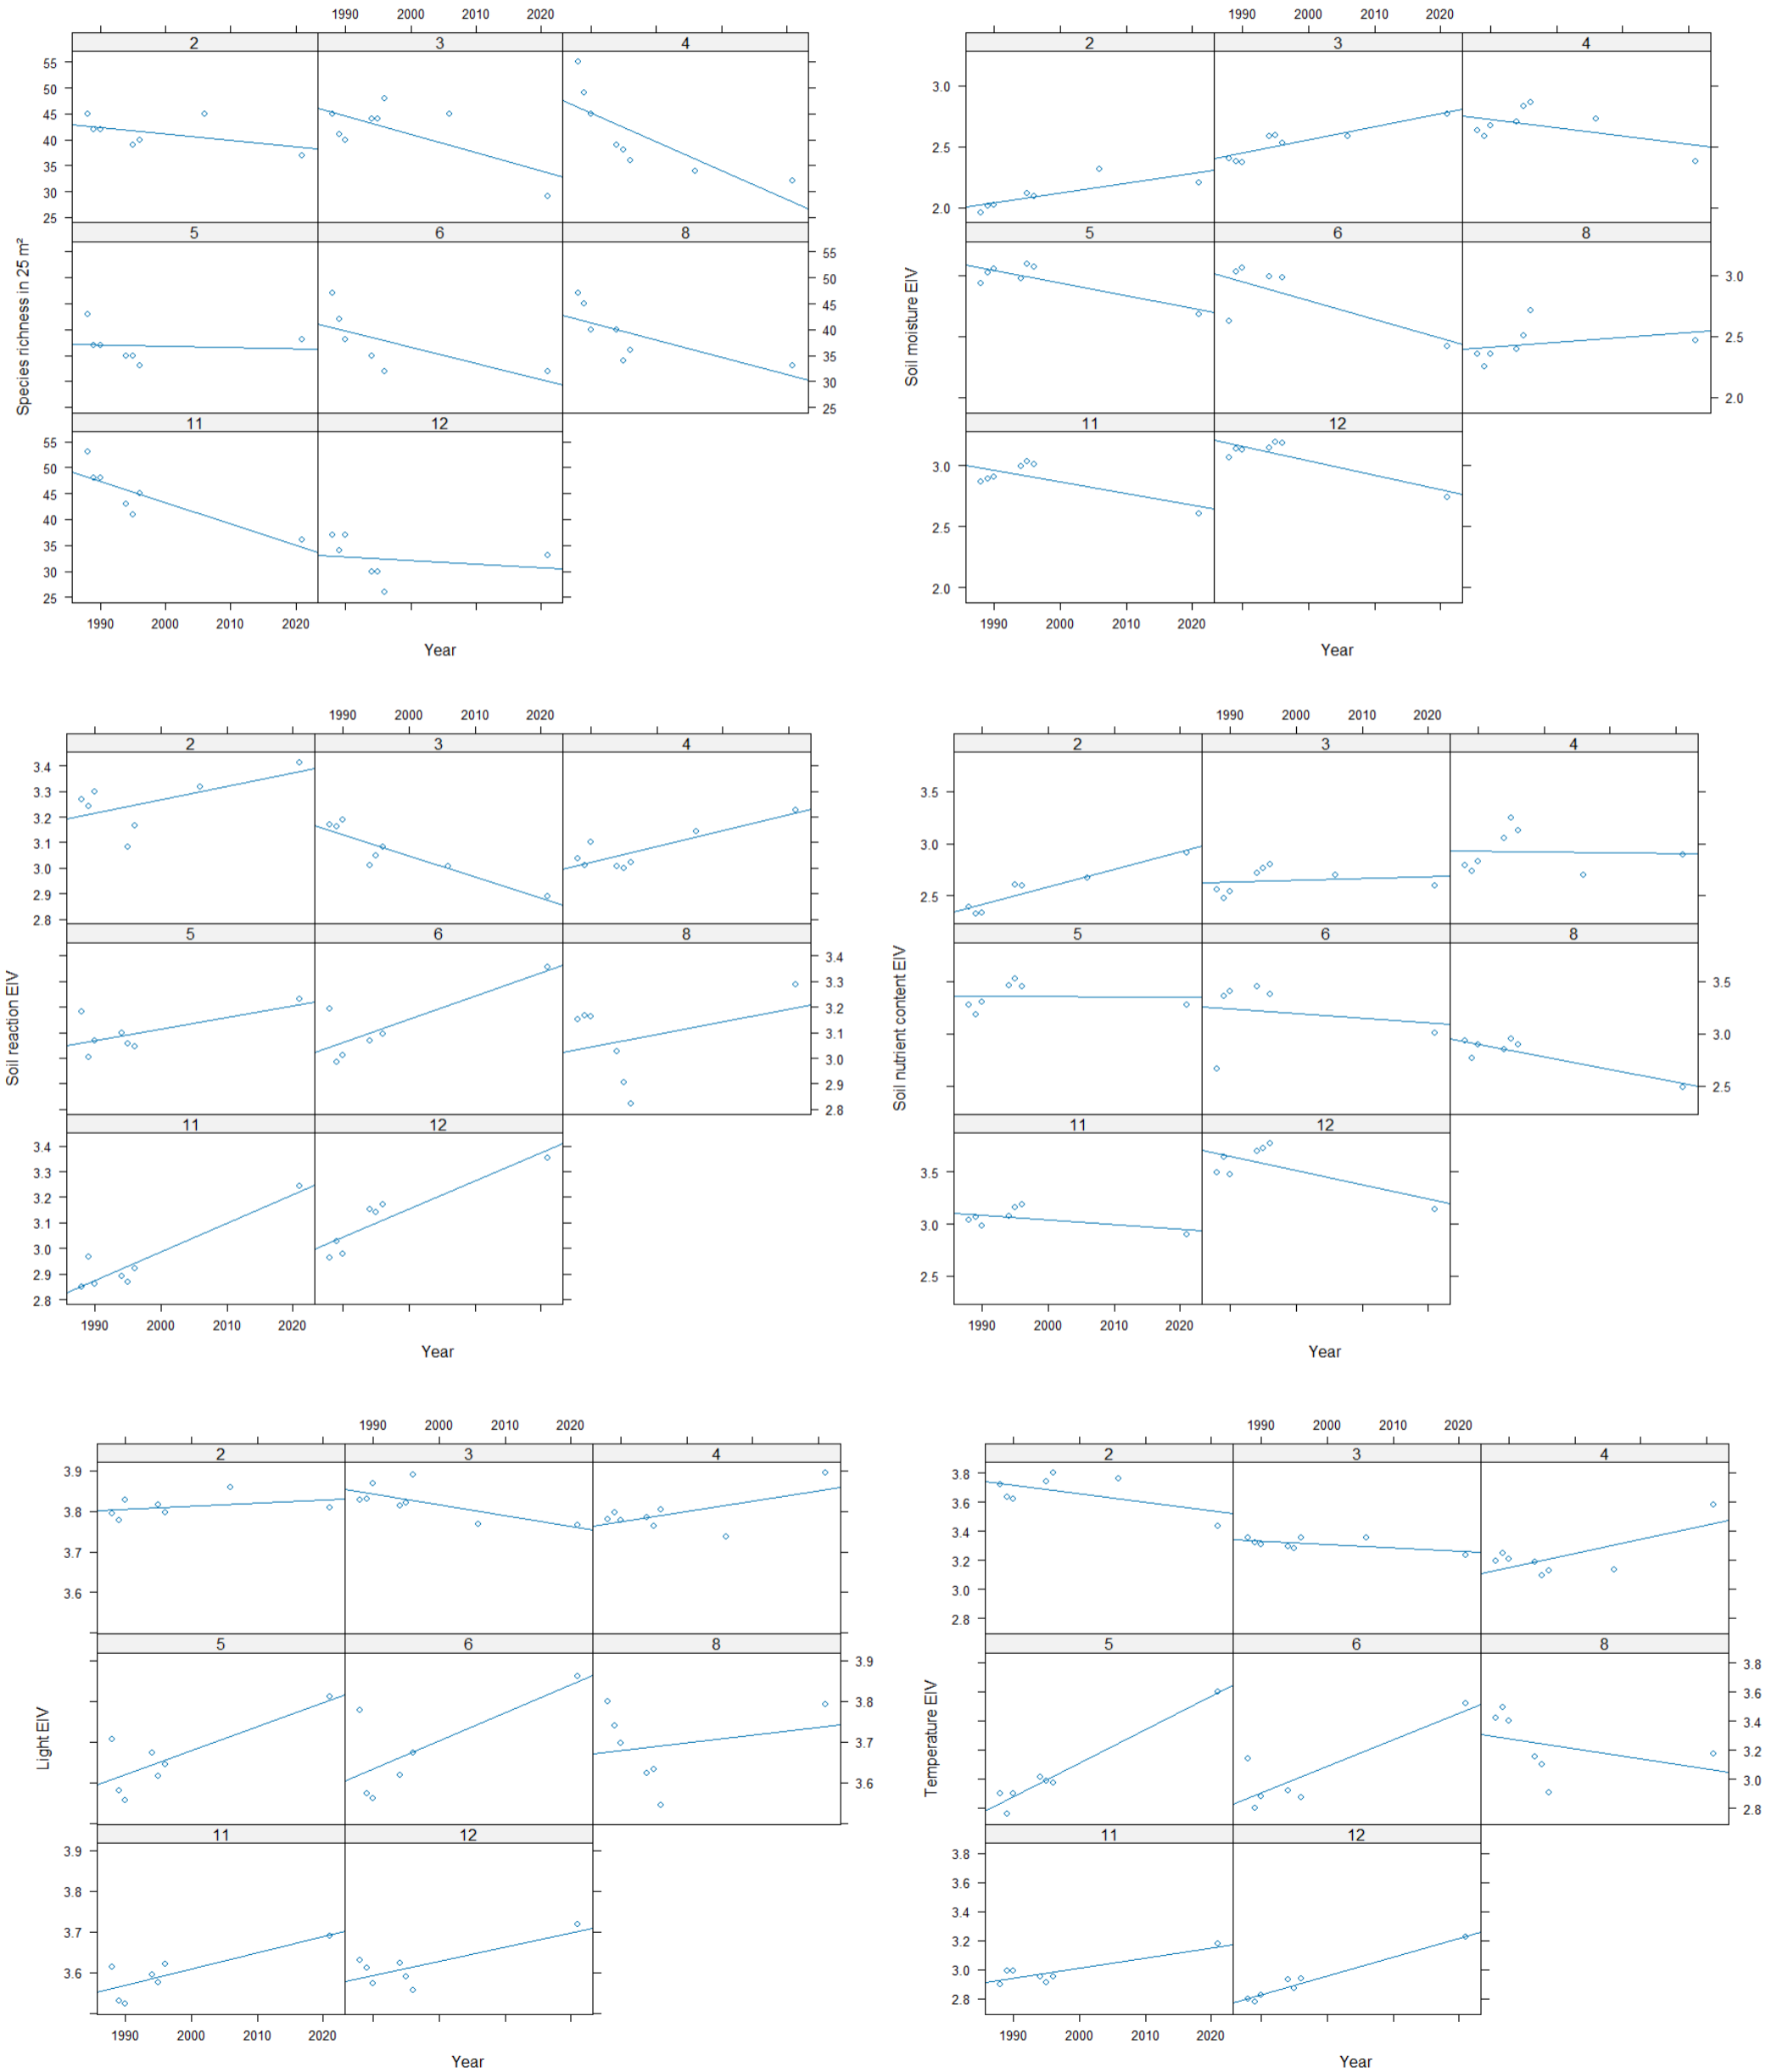 1990 2000 2010 2020
2 3 4
55
50
45
40
35
30
25
Species richness in 25 m²
5 6 8
55
50
45
40
35
30
25
11 12
55
50
45
40
35
30
25
1990 2000 2010 2020
Year
1990 2000 2010 2020
2 3 4
3.0
2.5
2.0
Soil moisture EIV
5 6 8
3.0
2.5
2.0
11 12
3.0
2.5
2.0
1990 2000 2010 2020
Year
1990 2000 2010 2020
2 3 4
3.4
3.3
3.2
3.1
3.0
2.9
2.8
Soil reaction EIV
5 6 8
3.4
3.3
3.2
3.1
3.0
2.9
2.8
11 12
3.4
3.3
3.2
3.1
3.0
2.9
2.8
1990 2000 2010 2020
Year
1990 2000 2010 2020
2 3 4
3.5
3.0
2.5
Soil nutrient content EIV
5 6 8
3.5
3.0
2.5
11 12
3.5
3.0
2.5
1990 2000 2010 2020
Year
1990 2000 2010 2020
2 3 4
3.9
3.8
3.7
3.6
Light EIV
5 6 8
3.9
3.8
3.7
3.6
11 12
3.9
3.8
3.7
3.6
1990 2000 2010 2020
Year
1990 2000 2010 2020
2 3 4
3.8
3.6
3.4
3.2
3.0
2.8
Temperature EIV
5 6 8
3.8
3.6
3.4
3.2
3.0
2.8
11 12
3.8
3.6
3.4
3.2
3.0
2.8
1990 2000 2010 2020
Year